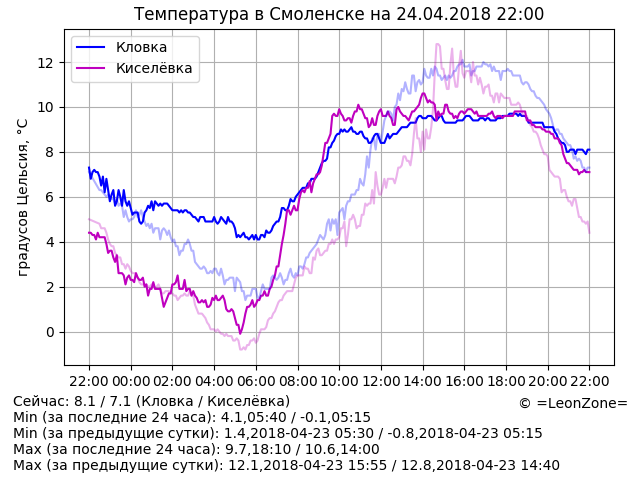 Температура в Смоленске на 24.04.2018 22:00
Кловка
Киселёвка
градусов Цельсия, °C
12
10
8
6
4
2
0
22:00 00:00 02:00 04:00 06:00 08:00 10:00 12:00 14:00 16:00 18:00 20:00 22:00
Сейчас: 8.1 / 7.1 (Кловка / Киселёвка)
© =LeonZone=
Min (за последние 24 часа): 4.1,05:40 / -0.1,05:15
Min (за предыдущие сутки): 1.4,2018-04-23 05:30 / -0.8,2018-04-23 05:15
Max (за последние 24 часа): 9.7,18:10 / 10.6,14:00
Max (за предыдущие сутки): 12.1,2018-04-23 15:55 / 12.8,2018-04-23 14:40